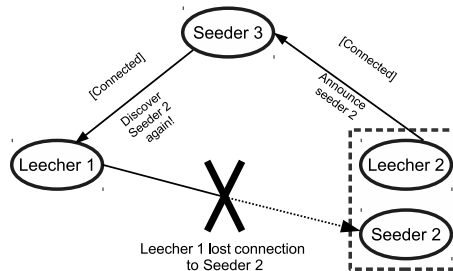 Seeder 3
[Connected]
[Connected]
Discover
Seeder 2
again!
Announce
seeder 2
Leecher 1
Leecher 2
Seeder 2
Leecher 1 lost connection
to Seeder 2